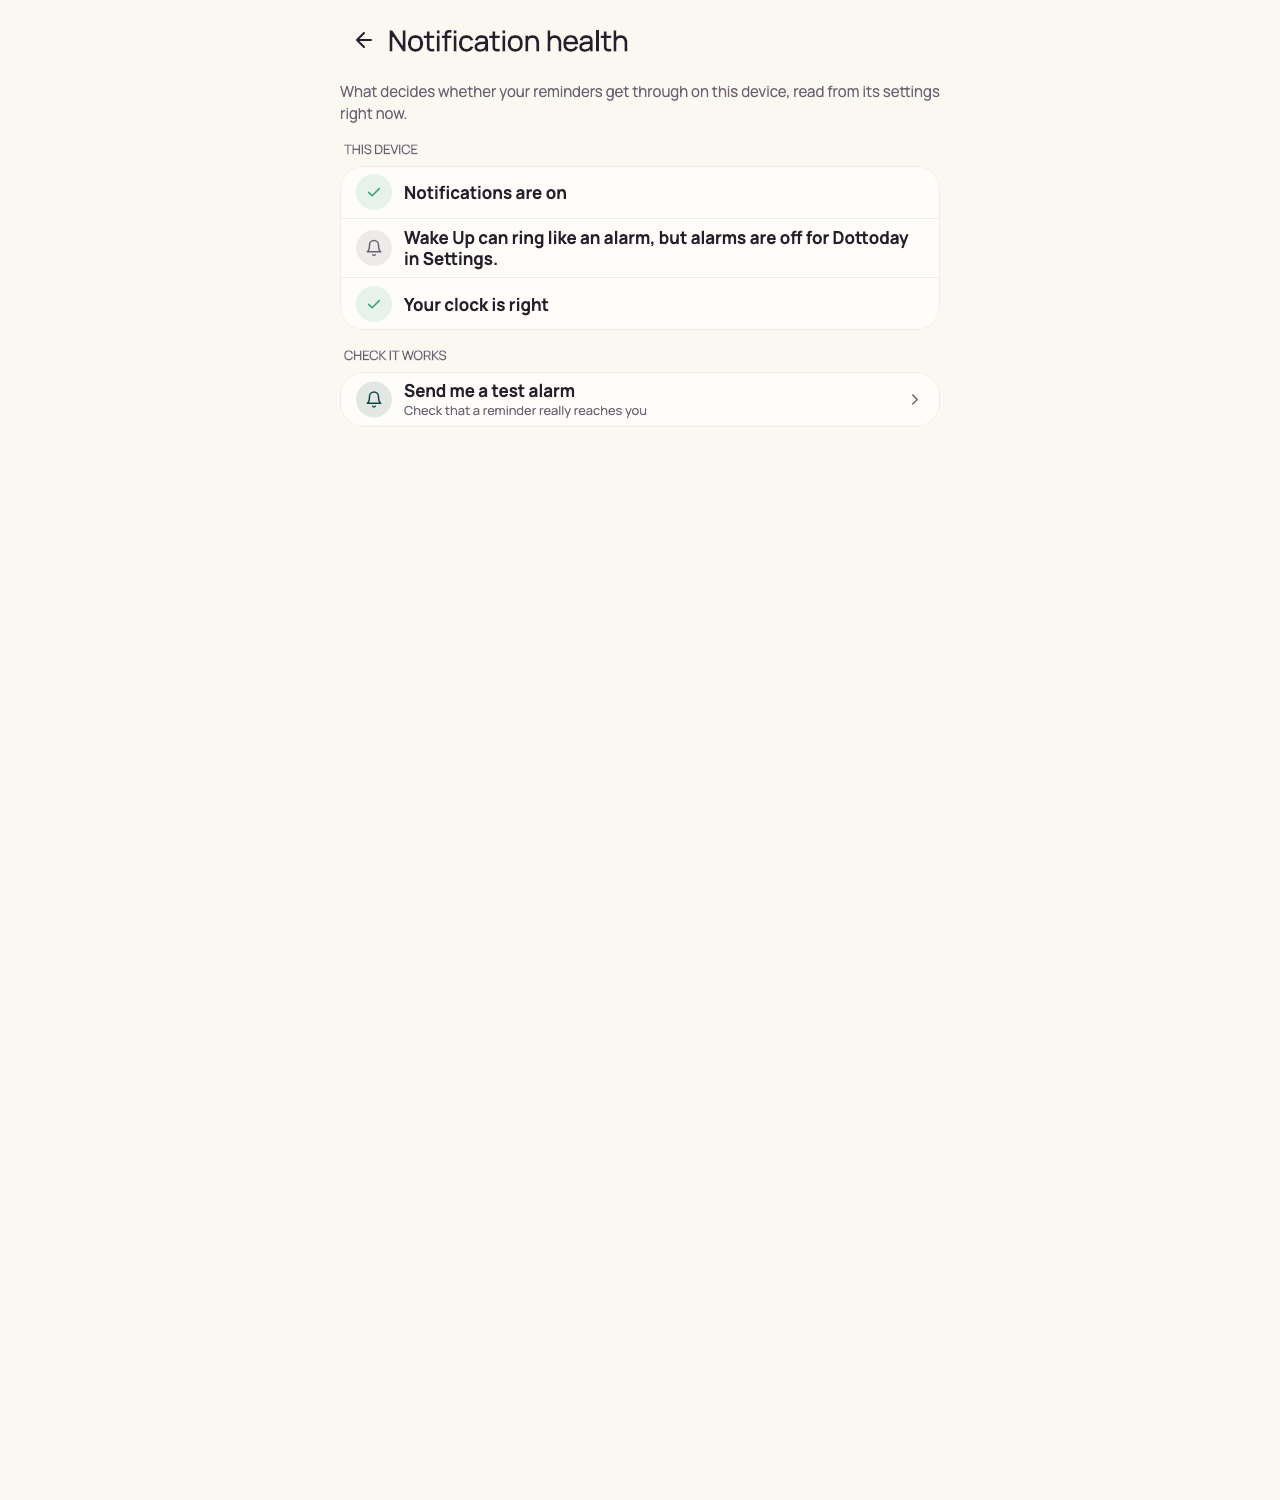 Notification health
What decides whether your reminders get through on this device, read from its settings
right now.
THIS DEVICE
Notifications are on
Wake Up can ring like an alarm, but alarms are off for Dottoday
in Settings.
Your clock is right
CHECK IT WORKS
Send me a test alarm
Check that a reminder really reaches you